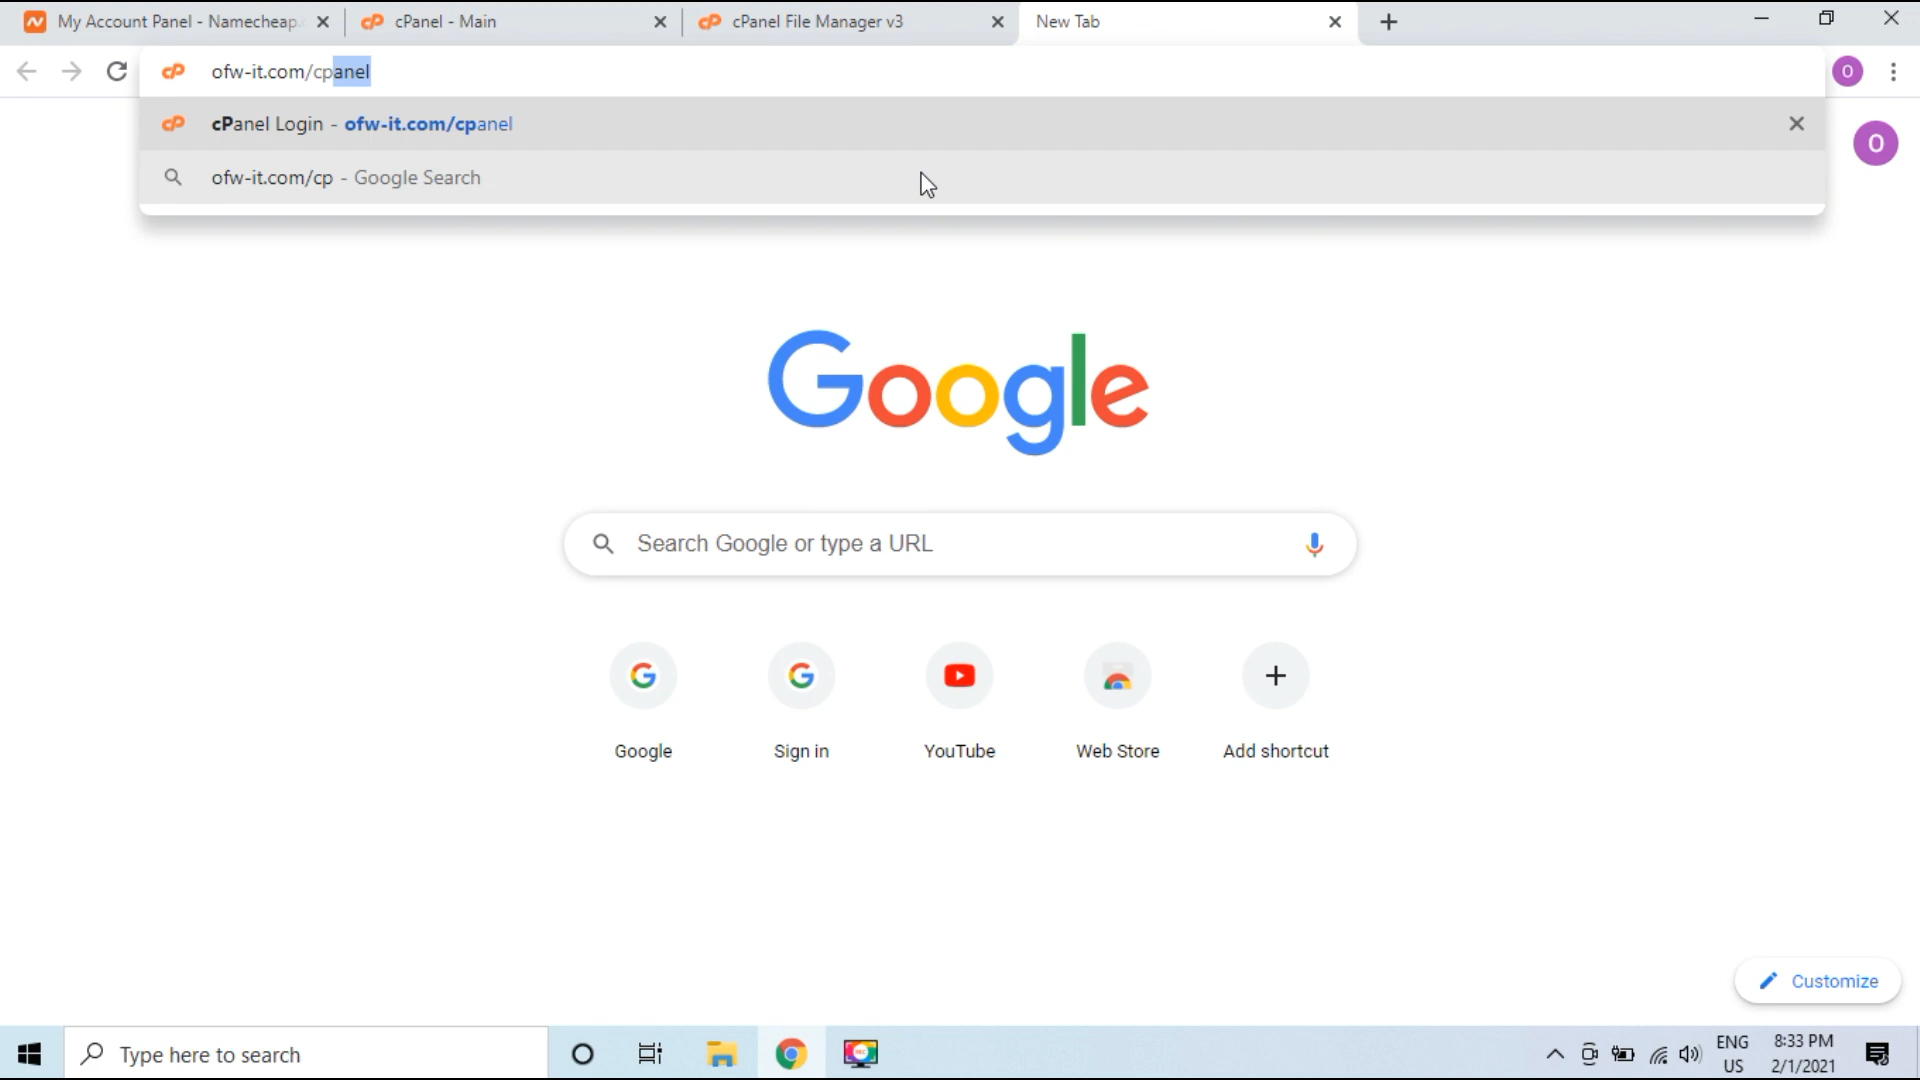 My Account Panel - Namecheap.
cPanel - Main
cPanel File Manager v3
New Tab
ofw-it.com/cpanel
O
cPanel Login - ofw-it.com/cpanel
O
ofw-it.com/cp - Google Search
Google
Search Google or type a URL
Google
Sign in
YouTube
Web Store
Add shortcut
Customize
Type here to search
ENG
US
8:33 PM
2/1/2021